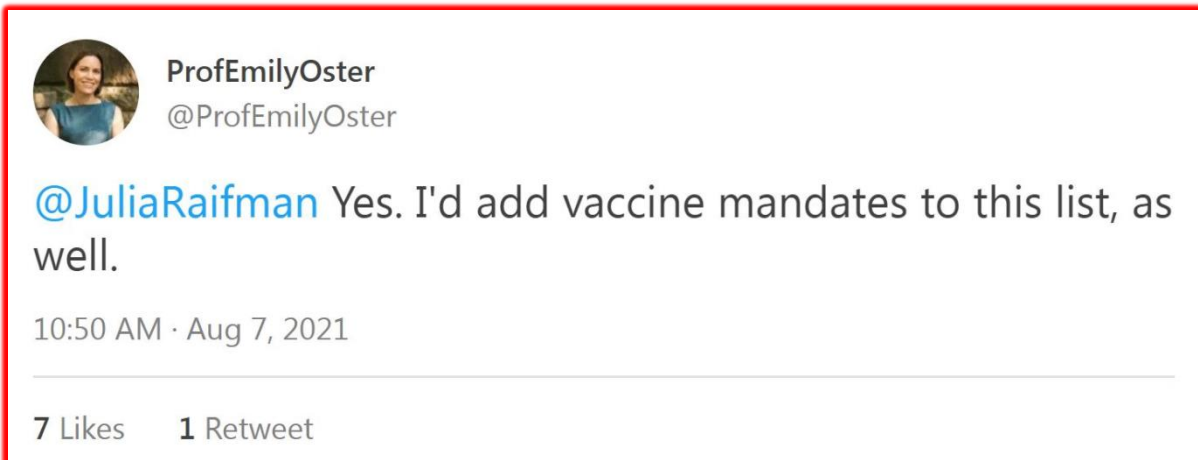 ProfEmilyOster
@ProfEmilyOster
@JuliaRaifman Yes. I'd add vaccine mandates to this list, as
well.
10:50 AM · Aug 7, 2021
7 Likes 1 Retweet